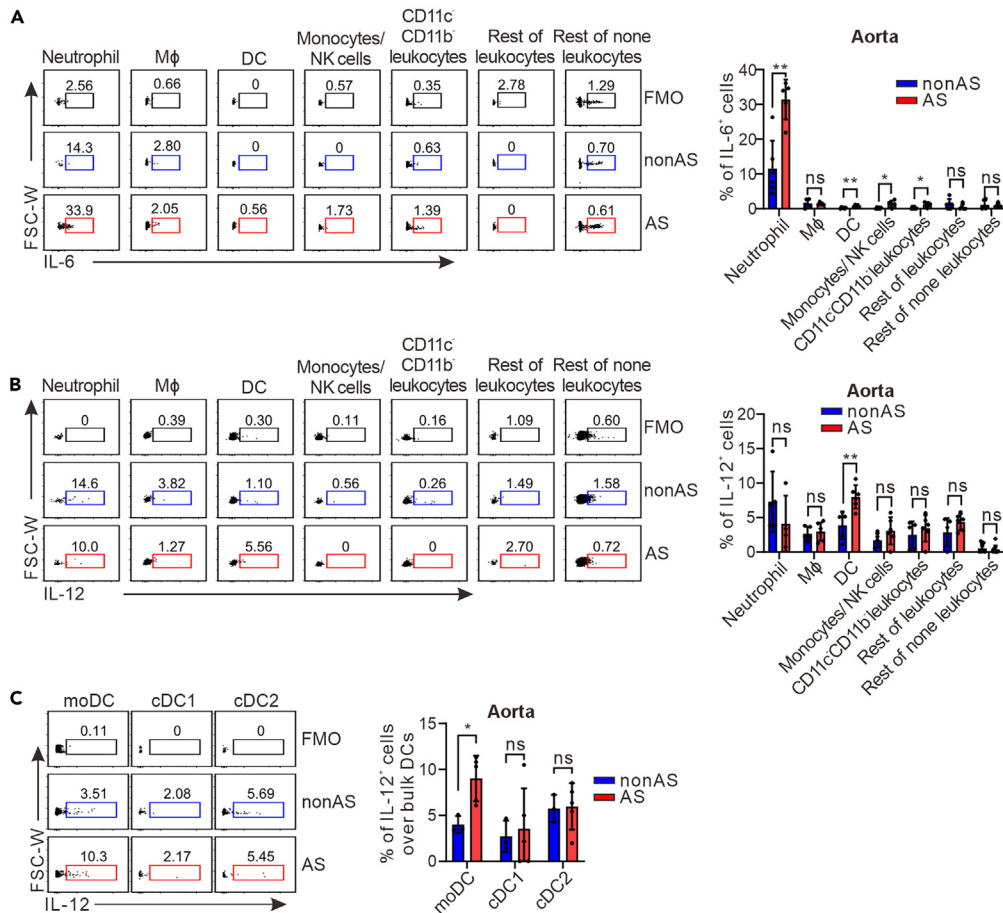 A
Neutrophil Mϕ DC Monocytes/ NK cells CD11c- CD11b- leukocytes Rest of leukocytes Rest of none leukocytes
2.56 0.66 0 0.57 0.35 2.78 1.29 FMO
14.3 2.80 0 0 0.63 0 0.70 nonAS
33.9 2.05 0.56 1.73 1.39 0 0.61 AS
FSC-W
IL-6
Aorta
nonAS
AS
% of IL-6+ cells
40
30
20
10
0
** ns ** * * ns ns
Neutrophil
Mϕ
DC
Monocytes/ NK cells
CD11c-CD11b-leukocytes
Rest of leukocytes
Rest of none leukocytes
B
Neutrophil Mϕ DC Monocytes/ NK cells CD11c- CD11b- leukocytes Rest of leukocytes Rest of none leukocytes
0 0.39 0.30 0.11 0.16 1.09 0.60 FMO
14.6 3.82 1.10 0.56 0.26 1.49 1.58 nonAS
10.0 1.27 5.56 0 0 2.70 0.72 AS
FSC-W
IL-12
Aorta
nonAS
AS
% of IL-12+ cells
20
15
10
5
0
ns ns ** ns ns ns ns
Neutrophil
Mϕ
DC
Monocytes/ NK cells
CD11c-CD11b-leukocytes
Rest of leukocytes
Rest of none leukocytes
C
moDC cDC1 cDC2
0.11 0 0 FMO
3.51 2.08 5.69 nonAS
10.3 2.17 5.45 AS
FSC-W
IL-12
Aorta
% of IL-12+ cells
over bulk DCs
15
10
5
0
* ns ns
nonAS
AS
moDC
cDC1
cDC2